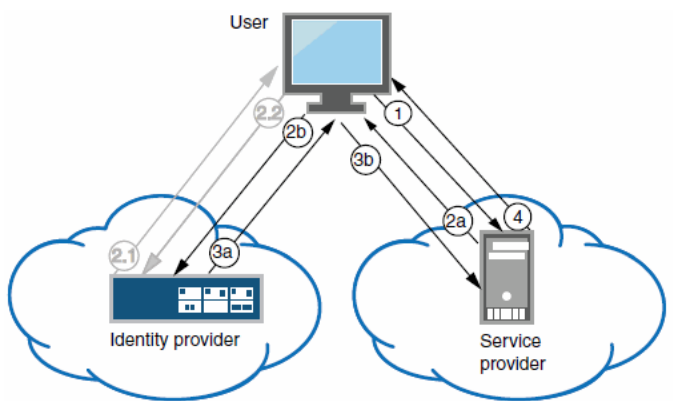 User
2.2
1
2b
3b
2a
4
2.1
3a
Identity provider
Service
provider